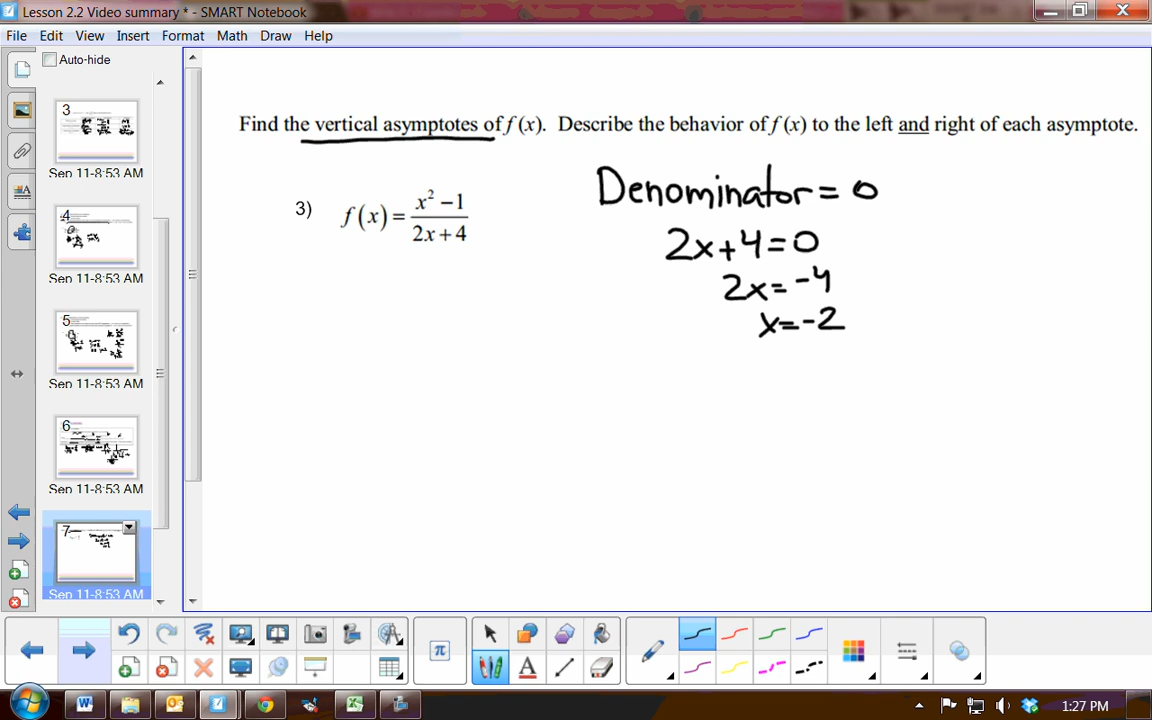 Lesson 2.2 Video summary * - SMART Notebook
File Edit View Insert Format Math Draw Help
Auto-hide
3
Sep 11-8:53 AM
4
Sep 11-8:53 AM
5
Sep 11-8:53 AM
6
Sep 11-8:53 AM
7
Sep 11-8:53 AM
Find the vertical asymptotes of f(x). Describe the behavior of f(x) to the left and right of each asymptote.
3) f(x) = (x² − 1)/(2x + 4)
Denominator = 0
2x+4=0
2x=-4
x=-2
π
A
1:27 PM